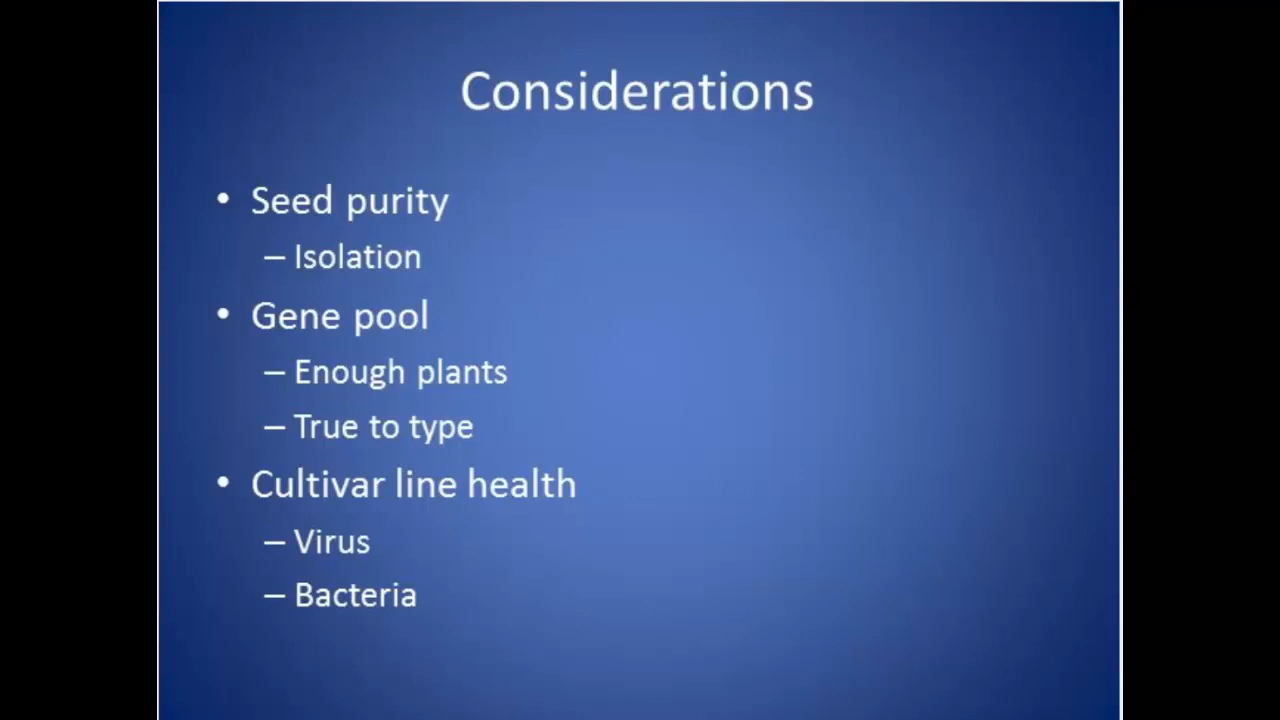 Considerations
• Seed purity
– Isolation
• Gene pool
– Enough plants
– True to type
• Cultivar line health
– Virus
– Bacteria